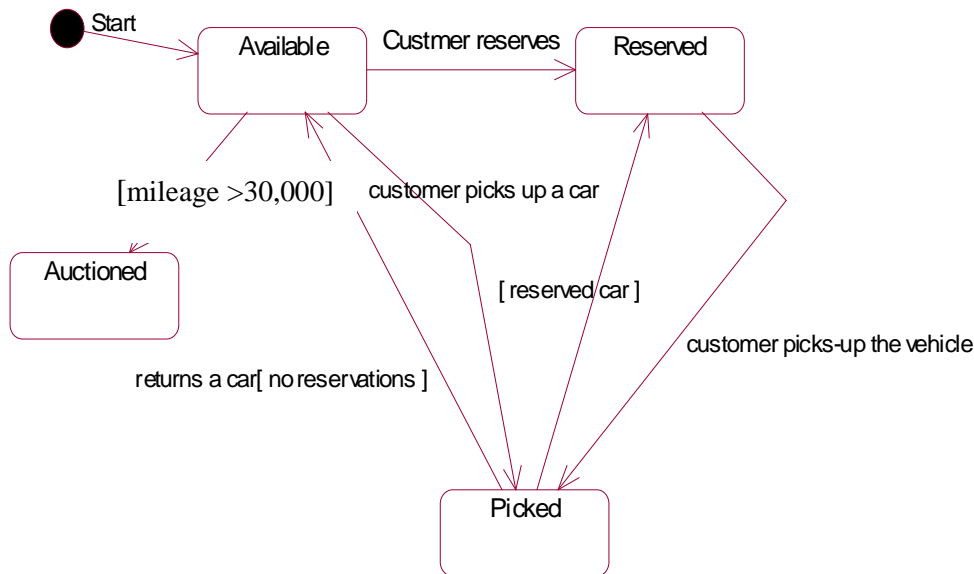 Start
Available
Custmer reserves
Reserved
[mileage >30,000]
customer picks up a car
Auctioned
[ reserved car ]
customer picks-up the vehicle
returns a car[ no reservations ]
Picked